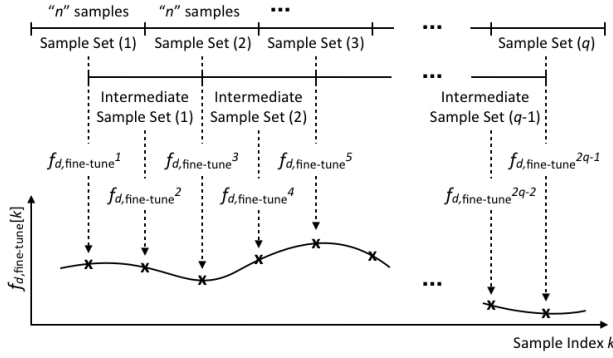 “n” samples “n” samples ...
Sample Set (1) Sample Set (2) Sample Set (3) ... Sample Set (q)
...
Intermediate Intermediate Intermediate
Sample Set (1) Sample Set (2) Sample Set (q-1)
fd,fine-tune1 fd,fine-tune3 fd,fine-tune5 fd,fine-tune2q-1
fd,fine-tune2 fd,fine-tune4 fd,fine-tune2q-2
fd,fine-tune[k]
...
Sample Index k